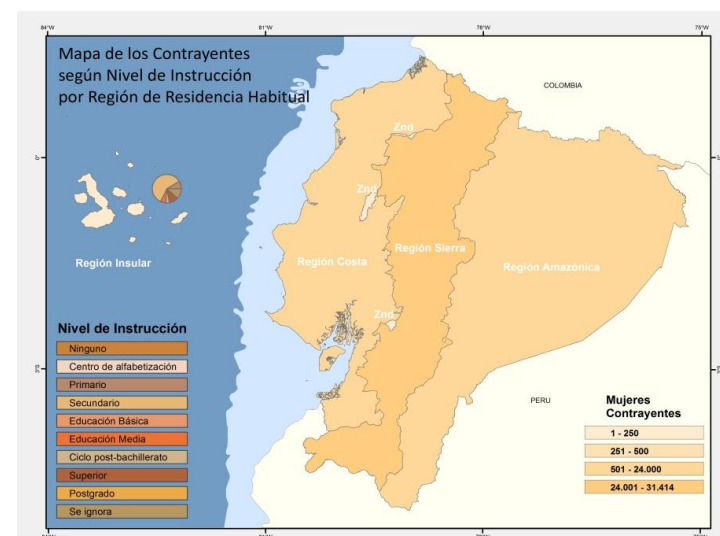 Mapa de los Contrayentes
según Nivel de Instrucción
por Región de Residencia Habitual
81°W
COLOMBIA
Znd
Znd
Región Insular
Región Costa
Región Sierra
Región Amazónica
Znd
Nivel de Instrucción
Ninguno
Centro de alfabetización
Primario
Secundario
Educación Básica
Educación Media
Ciclo post-bachillerato
Superior
Postgrado
Se ignora
PERU
Mujeres
Contrayentes
1 - 250
251 - 500
501 - 24.000
24.001 - 31.414